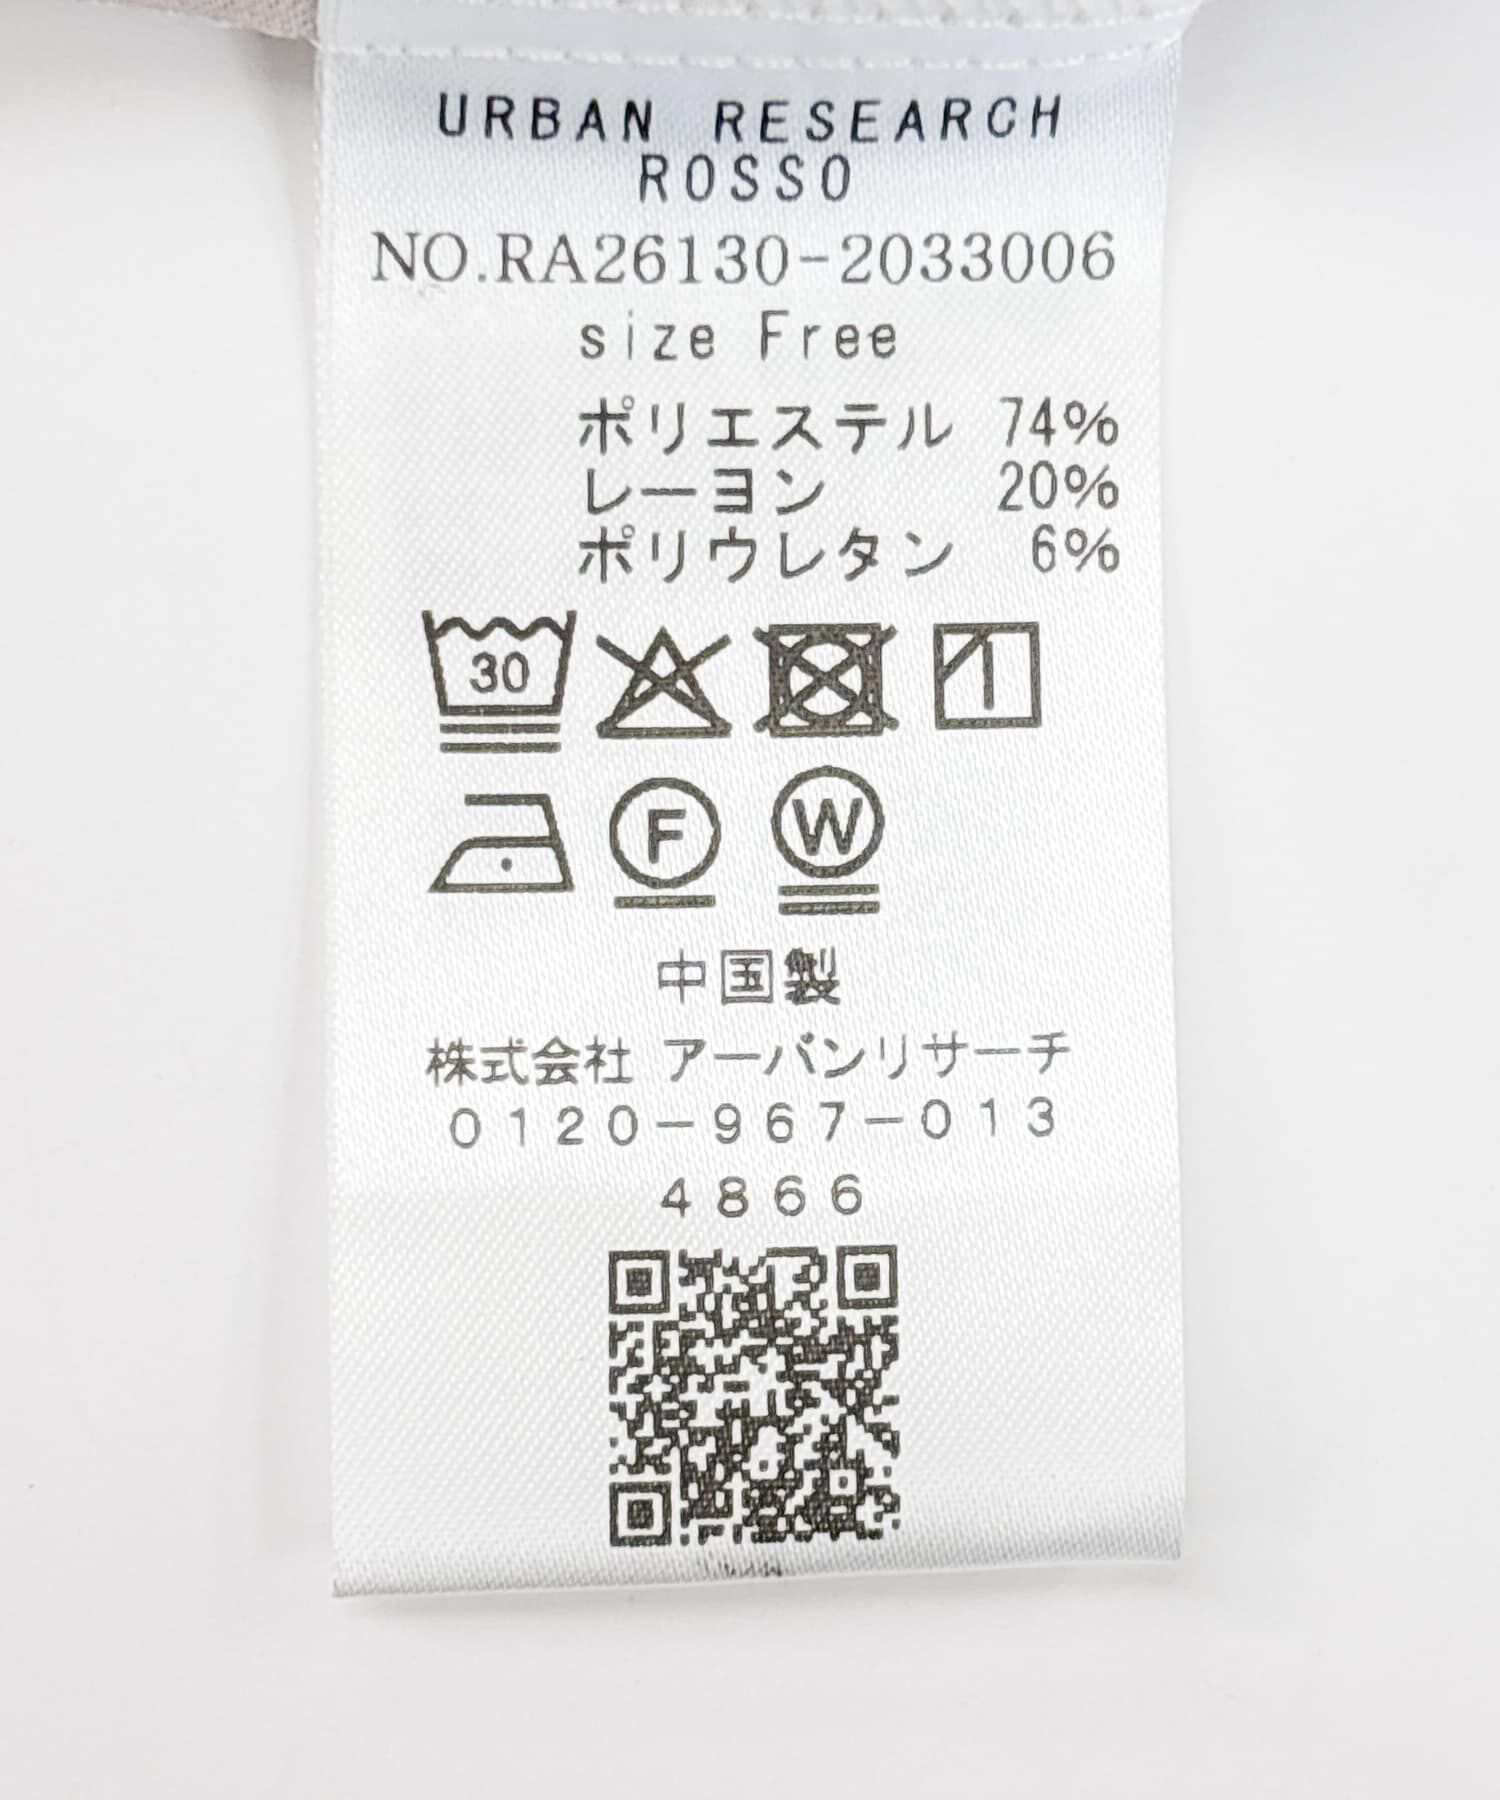 URBAN RESEARCH
ROSSO
NO.RA26130-2033006
size Free
ポリエステル 74%
レーヨン 20%
ポリウレタン 6%
30
F
W
中国製
株式会社 アーバンリサーチ
0120-967-013
4866